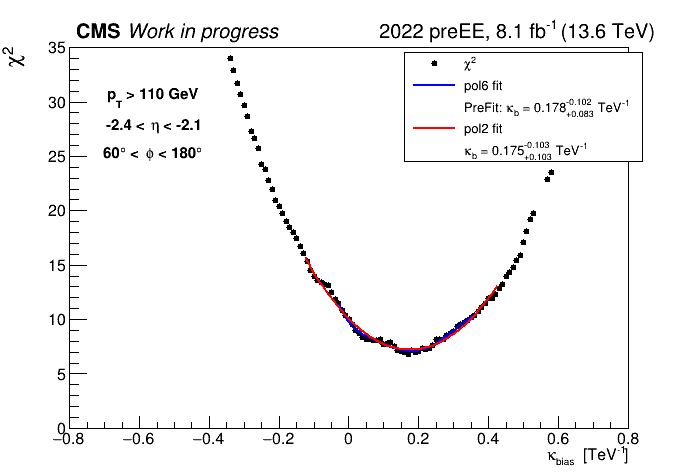 CMS Work in progress 2022 preEE, 8.1 fb⁻¹ (13.6 TeV)
χ²
35
30
25
20
15
10
5
0
p_T > 110 GeV
-2.4 < η < -2.1
60° < ϕ < 180°
χ²
pol6 fit
PreFit: κ_b = 0.178 -0.102 +0.083 TeV⁻¹
pol2 fit
κ_b = 0.175 -0.103 +0.103 TeV⁻¹
−0.8 −0.6 −0.4 −0.2 0 0.2 0.4 0.6 0.8
κ_bias [TeV⁻¹]